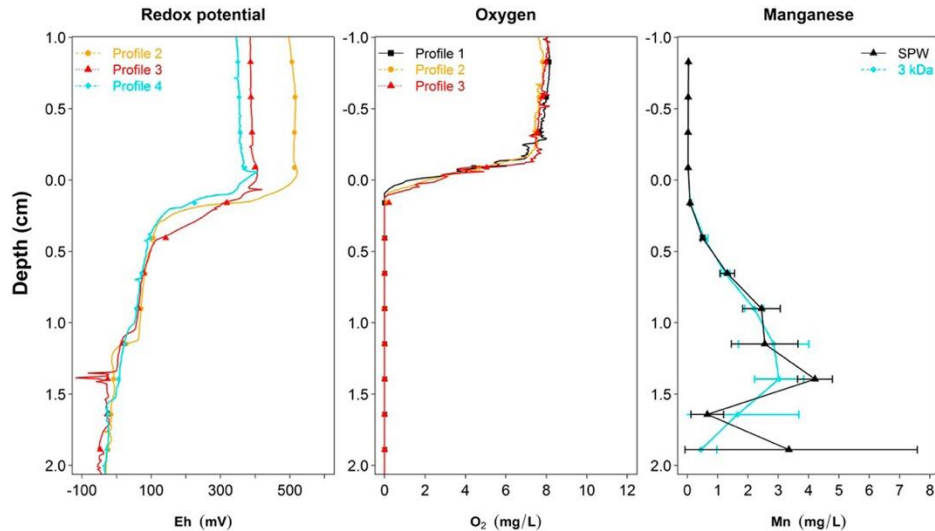 Redox potential
Oxygen
Manganese
Depth (cm)
1.0
0.5
0.0
0.5
1.0
1.5
2.0
Profile 2
Profile 3
Profile 4
-100 100 300 500
Eh (mV)
-1.0
-0.5
0.0
0.5
1.0
1.5
2.0
Profile 1
Profile 2
Profile 3
0 2 4 6 8 10 12
O₂ (mg/L)
-1.0
-0.5
0.0
0.5
1.0
1.5
2.0
SPW
3 kDa
0 1 2 3 4 5 6 7 8
Mn (mg/L)